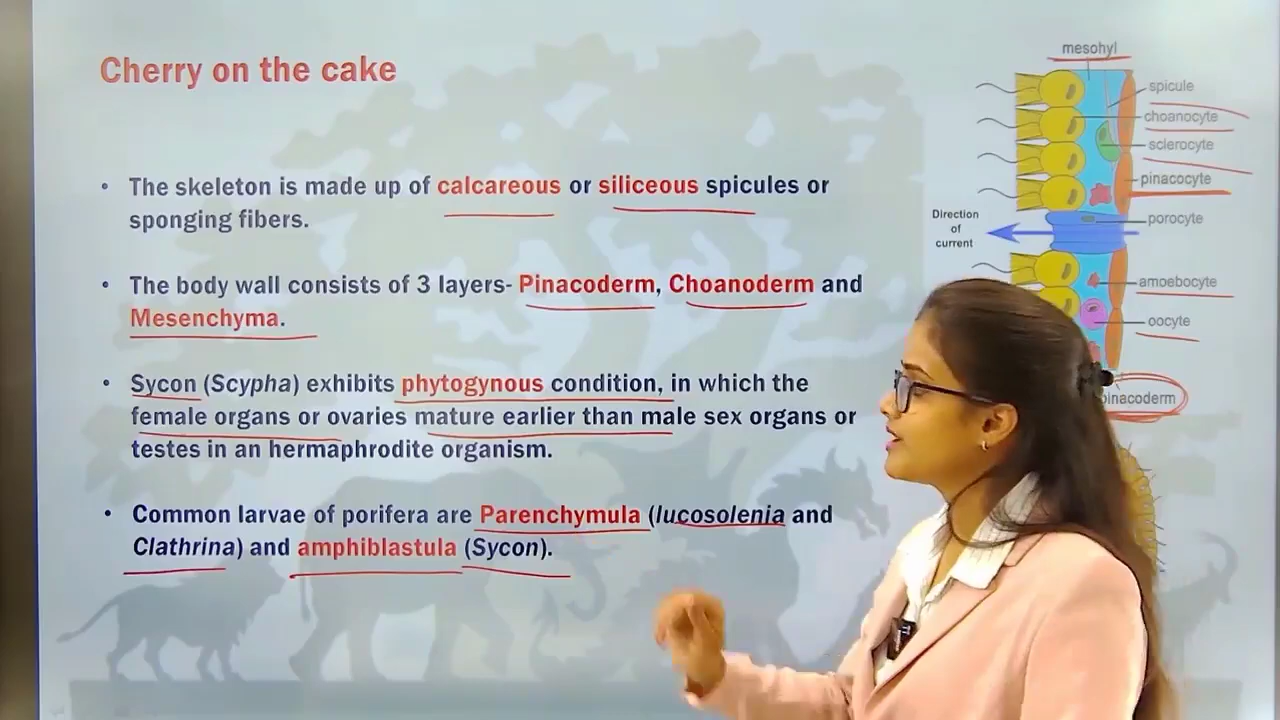 Cherry on the cake
• The skeleton is made up of calcareous or siliceous spicules or
sponging fibers.
• The body wall consists of 3 layers- Pinacoderm, Choanoderm and
Mesenchyma.
• Sycon (Scypha) exhibits phytogynous condition, in which the
female organs or ovaries mature earlier than male sex organs or
testes in an hermaphrodite organism.
• Common larvae of porifera are Parenchymula (lucosolenia and
Clathrina) and amphiblastula (Sycon).
mesohyl
spicule
choanocyte
sclerocyte
pinacocyte
porocyte
Direction
of
current
amoebocyte
oocyte
pinacoderm